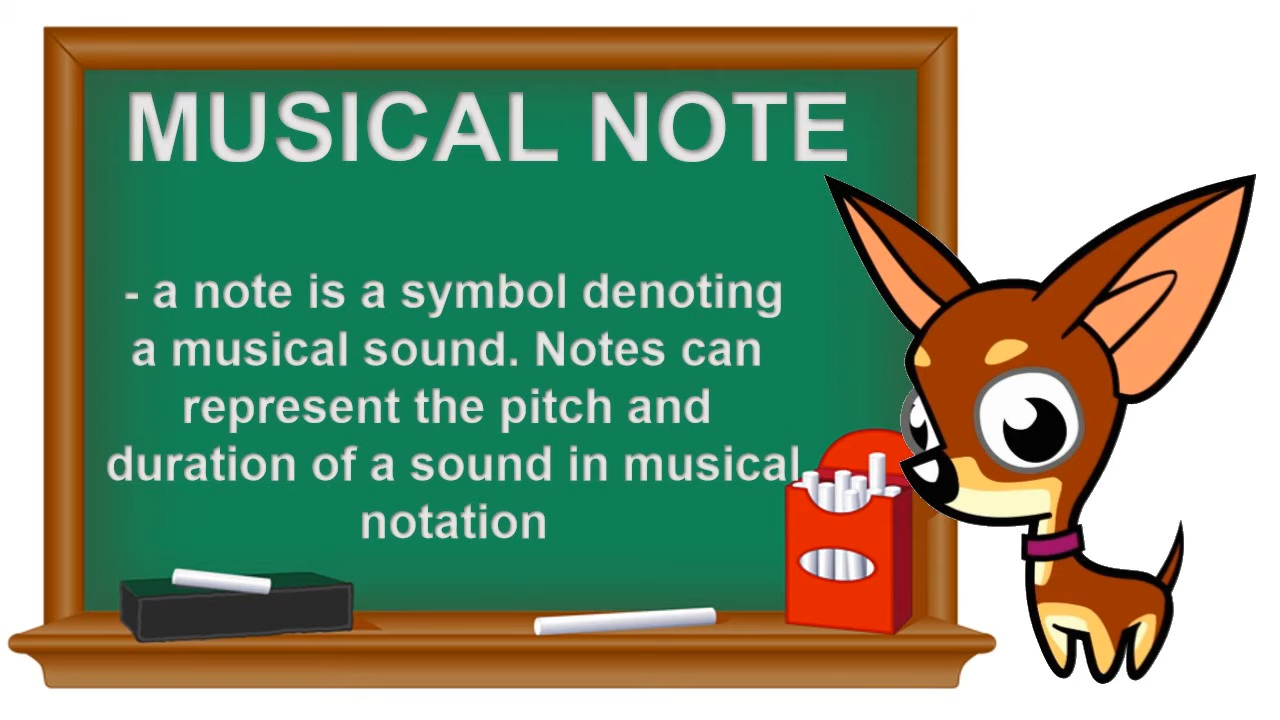 MUSICAL NOTE
- a note is a symbol denoting
a musical sound. Notes can
represent the pitch and
duration of a sound in musical
notation